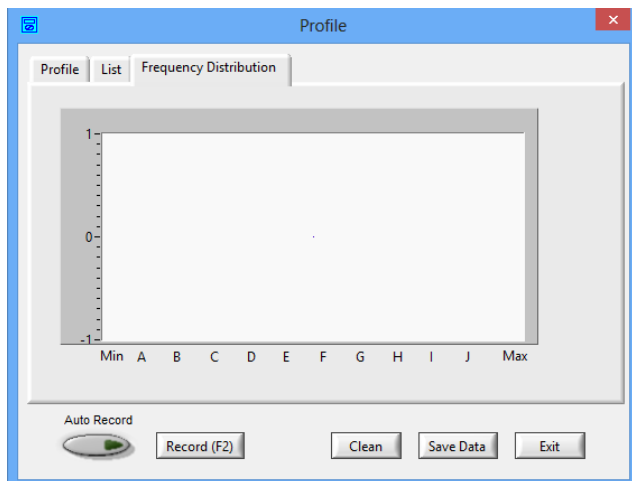 Profile
Profile List Frequency Distribution
1
0
-1
Min A B C D E F G H I J Max
Auto Record
Record (F2) Clean Save Data Exit